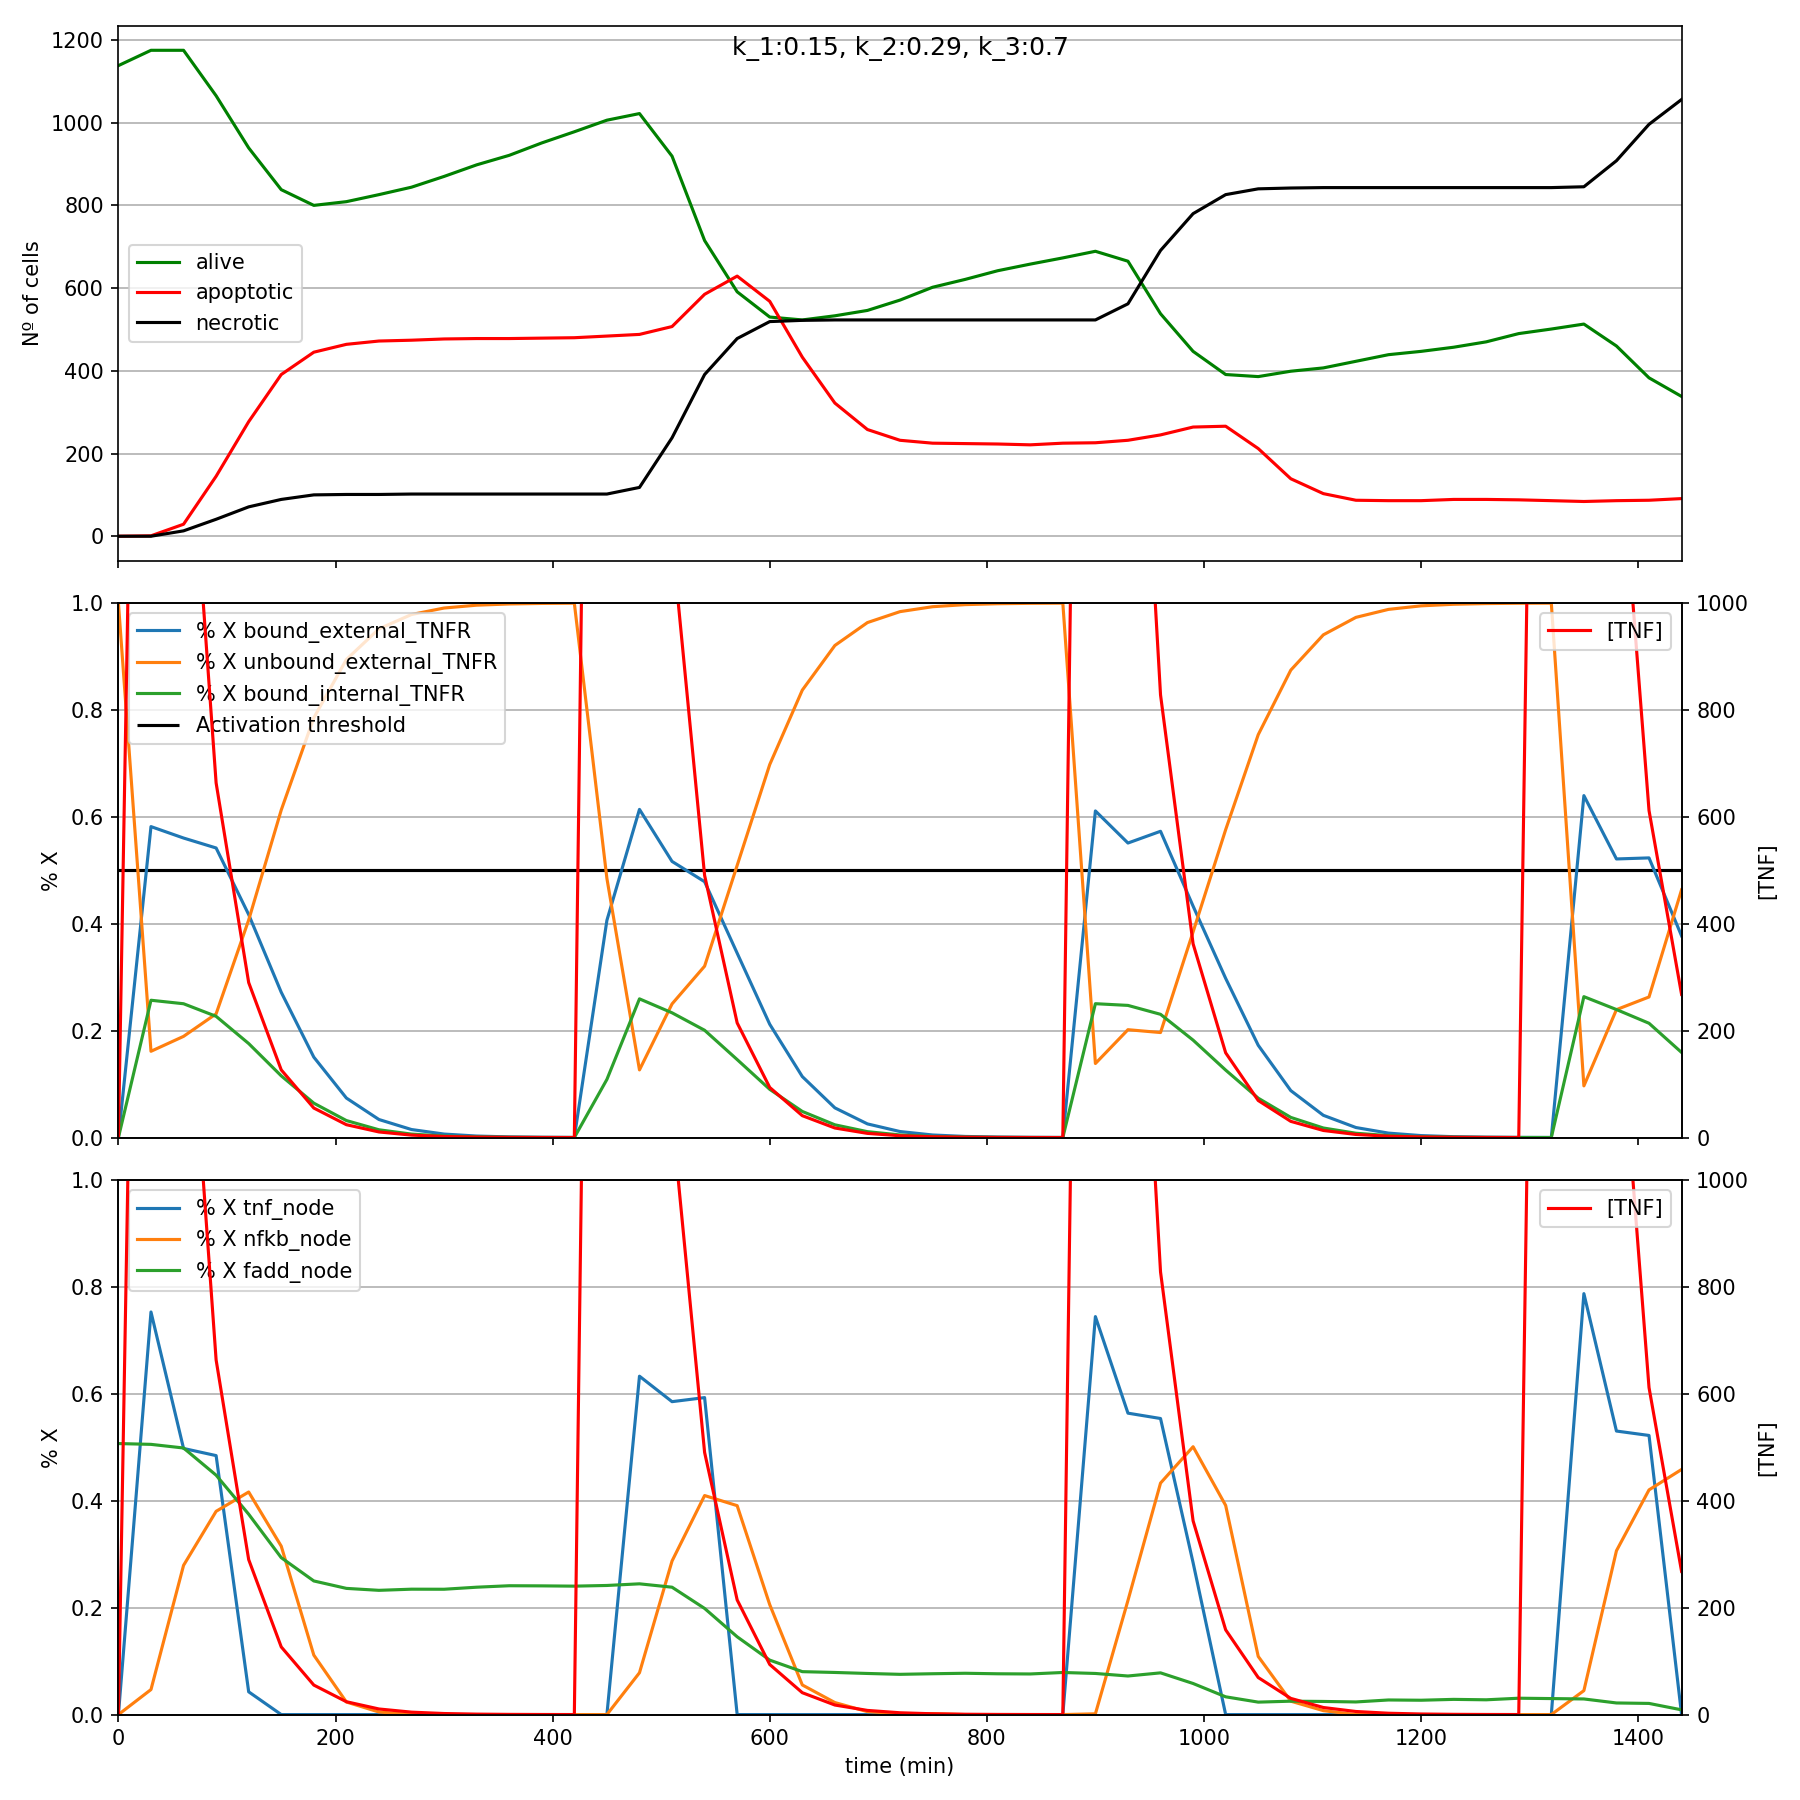 k_1:0.15, k_2:0.29, k_3:0.7
1200
1000
800
600
400
200
0
Nº of cells
alive
apoptotic
necrotic
1.0
0.8
0.6
0.4
0.2
0.0
% X
% X bound_external_TNFR
% X unbound_external_TNFR
% X bound_internal_TNFR
Activation threshold
[TNF]
1000
800
600
400
200
0
[TNF]
1.0
0.8
0.6
0.4
0.2
0.0
% X
% X tnf_node
% X nfkb_node
% X fadd_node
[TNF]
1000
800
600
400
200
0
[TNF]
0 200 400 600 800 1000 1200 1400
time (min)